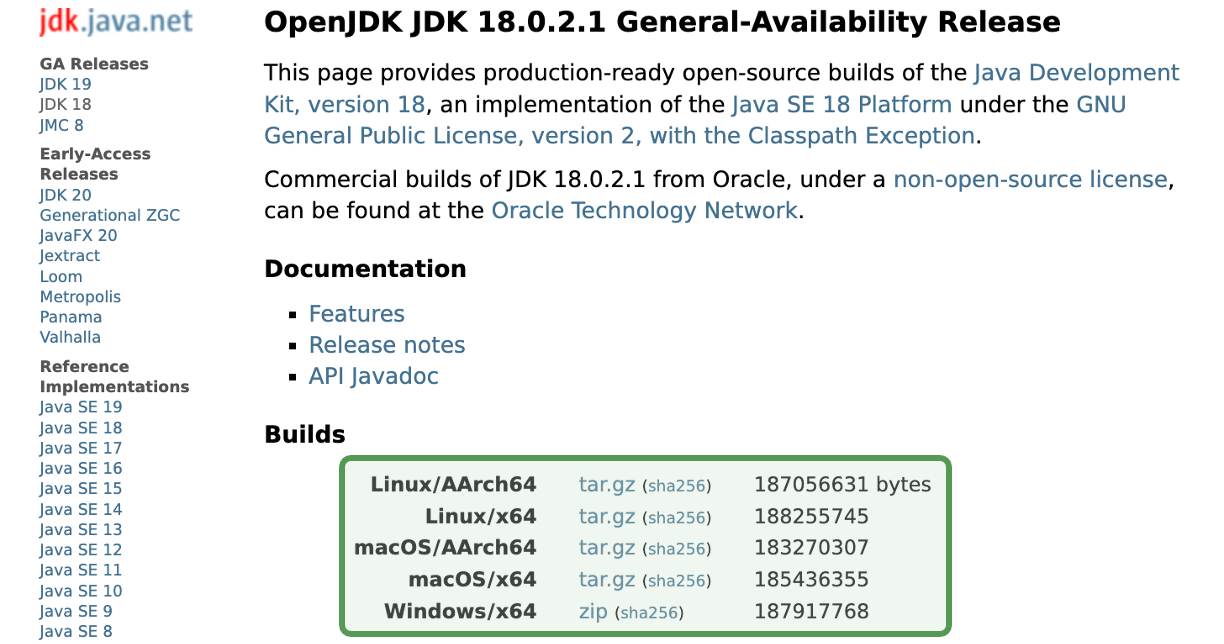 jdk.java.net
GA Releases
JDK 19
JDK 18
JMC 8
Early-Access
Releases
JDK 20
Generational ZGC
JavaFX 20
Jextract
Loom
Metropolis
Panama
Valhalla
Reference
Implementations
Java SE 19
Java SE 18
Java SE 17
Java SE 16
Java SE 15
Java SE 14
Java SE 13
Java SE 12
Java SE 11
Java SE 10
Java SE 9
Java SE 8
OpenJDK JDK 18.0.2.1 General-Availability Release
This page provides production-ready open-source builds of the Java Development
Kit, version 18, an implementation of the Java SE 18 Platform under the GNU
General Public License, version 2, with the Classpath Exception.
Commercial builds of JDK 18.0.2.1 from Oracle, under a non-open-source license,
can be found at the Oracle Technology Network.
Documentation
▪ Features
▪ Release notes
▪ API Javadoc
Builds
Linux/AArch64 tar.gz (sha256) 187056631 bytes
Linux/x64 tar.gz (sha256) 188255745
macOS/AArch64 tar.gz (sha256) 183270307
macOS/x64 tar.gz (sha256) 185436355
Windows/x64 zip (sha256) 187917768